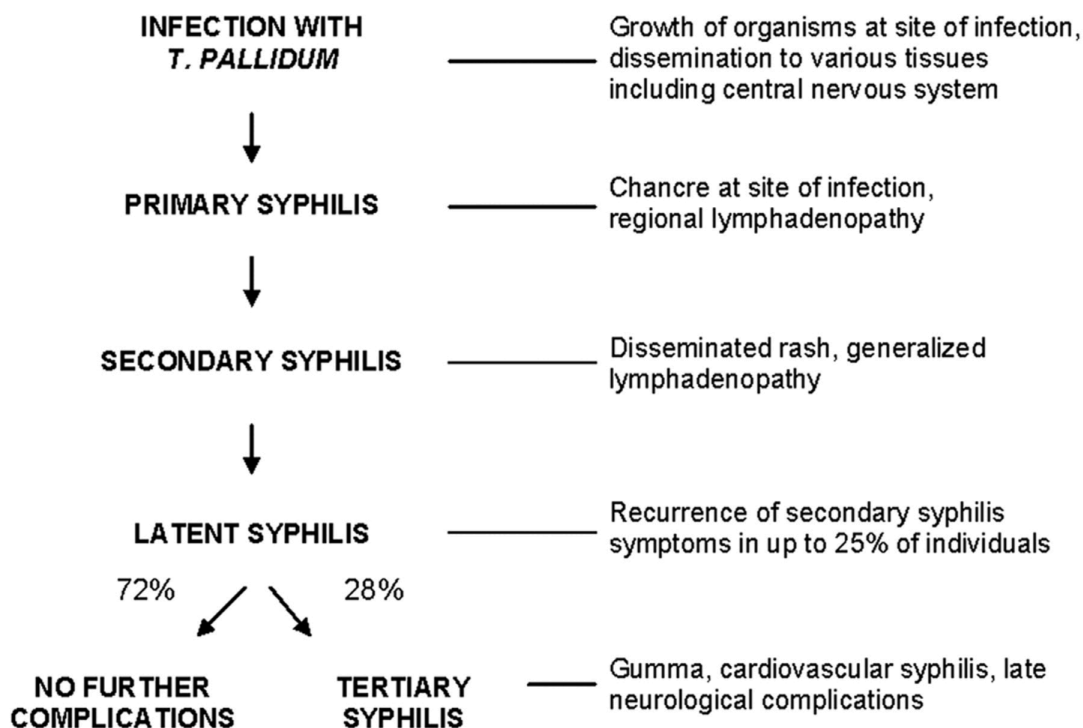 INFECTION WITH
T. PALLIDUM
Growth of organisms at site of infection,
dissemination to various tissues
including central nervous system
PRIMARY SYPHILIS
Chancre at site of infection,
regional lymphadenopathy
SECONDARY SYPHILIS
Disseminated rash, generalized
lymphadenopathy
LATENT SYPHILIS
Recurrence of secondary syphilis
symptoms in up to 25% of individuals
72%
28%
NO FURTHER
COMPLICATIONS
TERTIARY
SYPHILIS
Gumma, cardiovascular syphilis, late
neurological complications